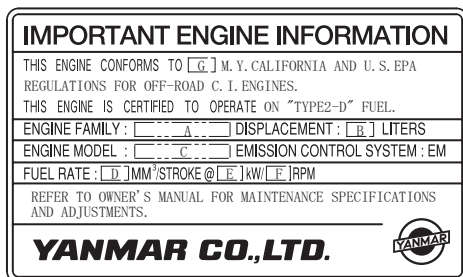 IMPORTANT ENGINE INFORMATION
THIS ENGINE CONFORMS TO [G] M.Y.CALIFORNIA AND U.S.EPA
REGULATIONS FOR OFF-ROAD C.I.ENGINES.
THIS ENGINE IS CERTIFIED TO OPERATE ON "TYPE2-D" FUEL.
ENGINE FAMILY : [A] DISPLACEMENT : [B] LITERS
ENGINE MODEL : [C] EMISSION CONTROL SYSTEM : EM
FUEL RATE : [D] MM³/STROKE @ [E] kW/ [F] RPM
REFER TO OWNER'S MANUAL FOR MAINTENANCE SPECIFICATIONS
AND ADJUSTMENTS.
YANMAR CO.,LTD.
YANMAR